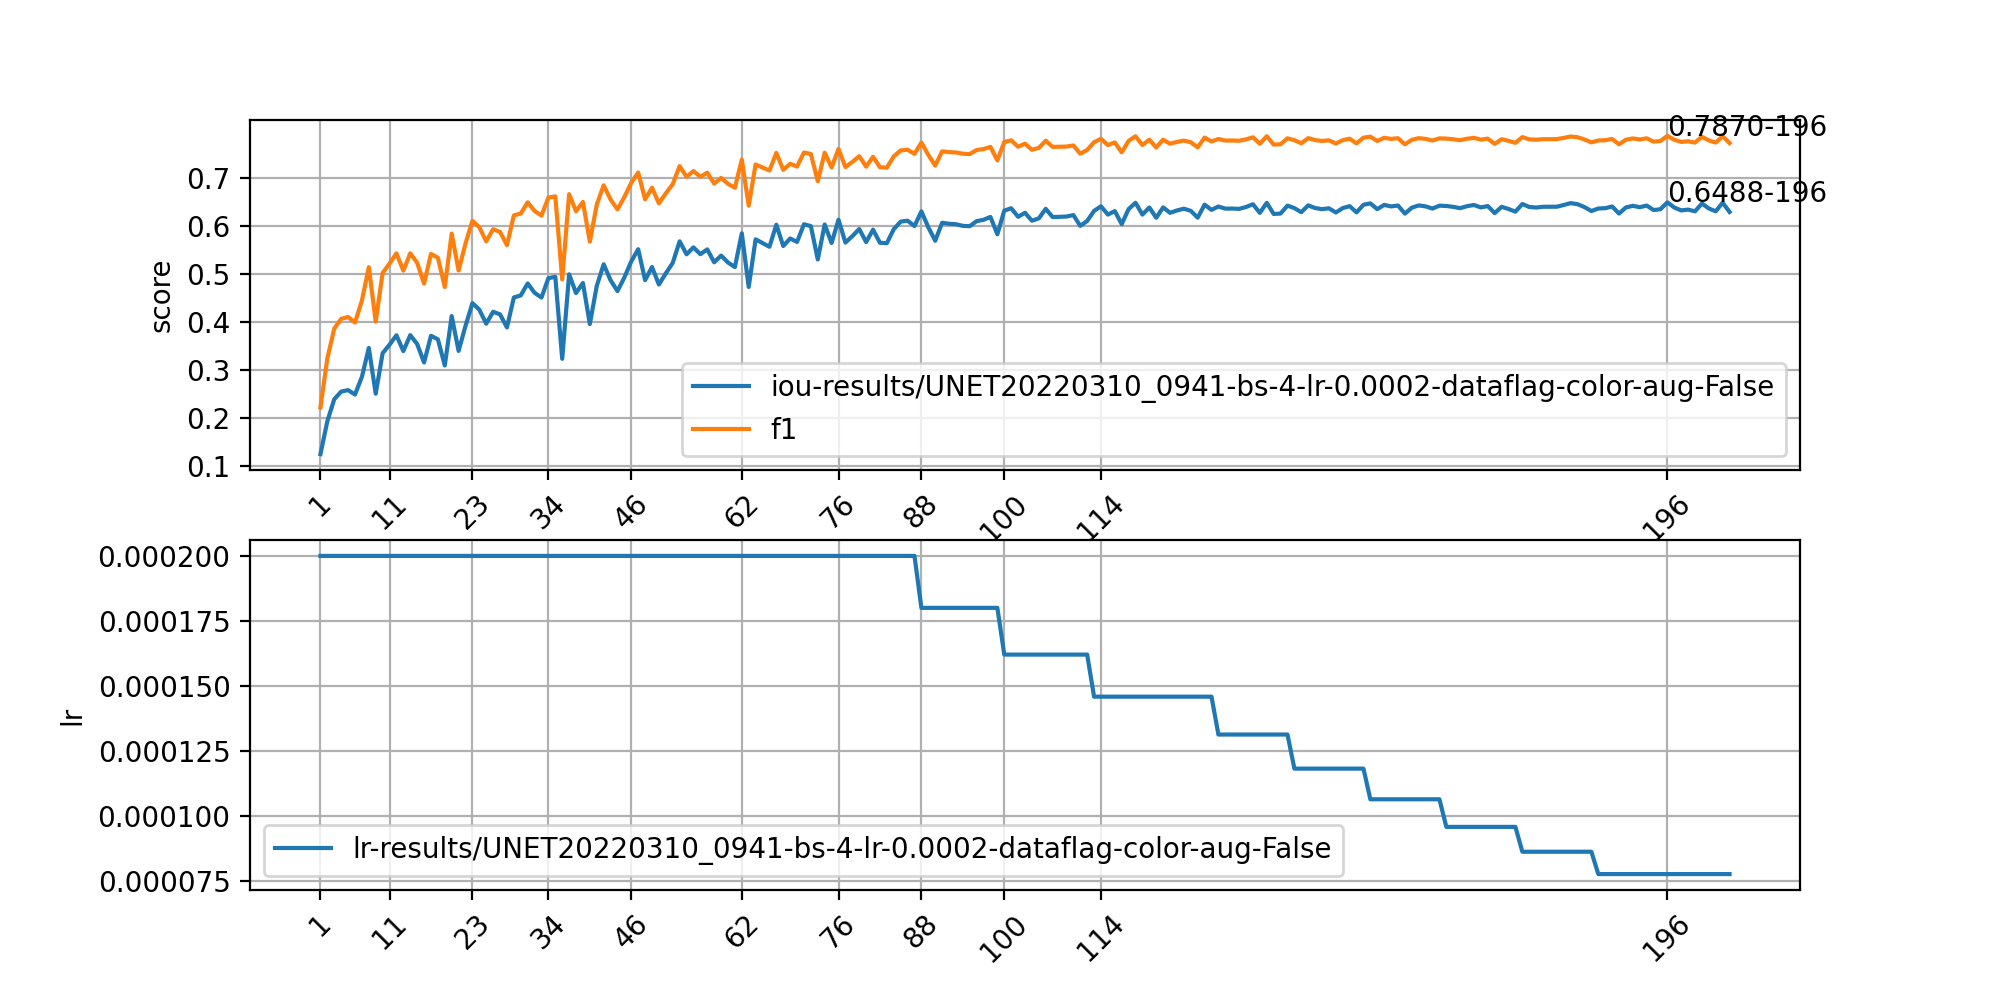 0.7870-196
0.6488-196
score
0.7
0.6
0.5
0.4
0.3
0.2
0.1
iou-results/UNET20220310_0941-bs-4-lr-0.0002-dataflag-color-aug-False
f1
1 11 23 34 46 62 76 88 100 114 196
lr
0.000200
0.000175
0.000150
0.000125
0.000100
0.000075
lr-results/UNET20220310_0941-bs-4-lr-0.0002-dataflag-color-aug-False
1 11 23 34 46 62 76 88 100 114 196